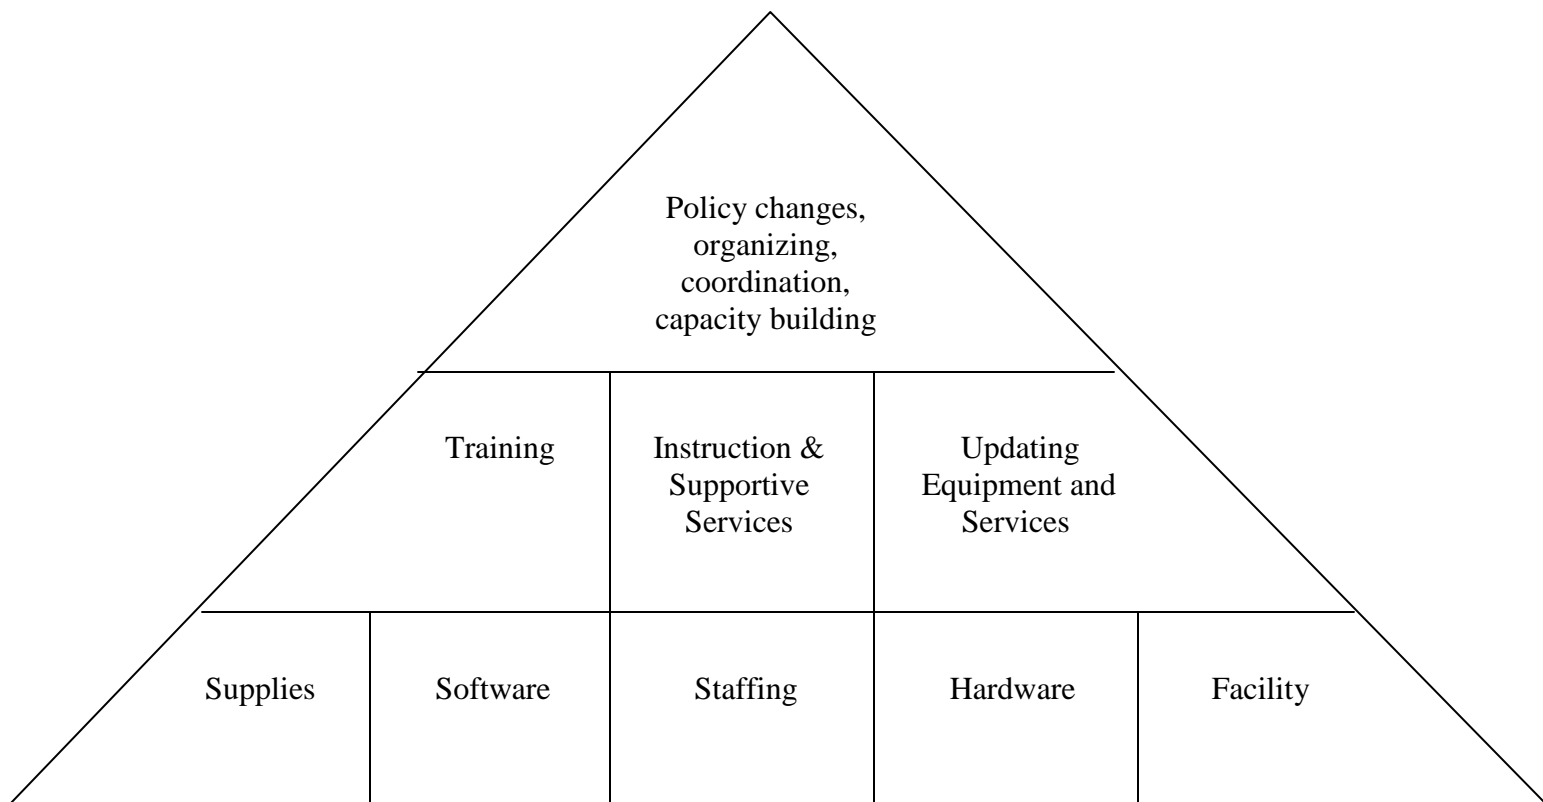 Policy changes,
organizing,
coordination,
capacity building
Training
Instruction &
Supportive
Services
Updating
Equipment and
Services
Supplies
Software
Staffing
Hardware
Facility